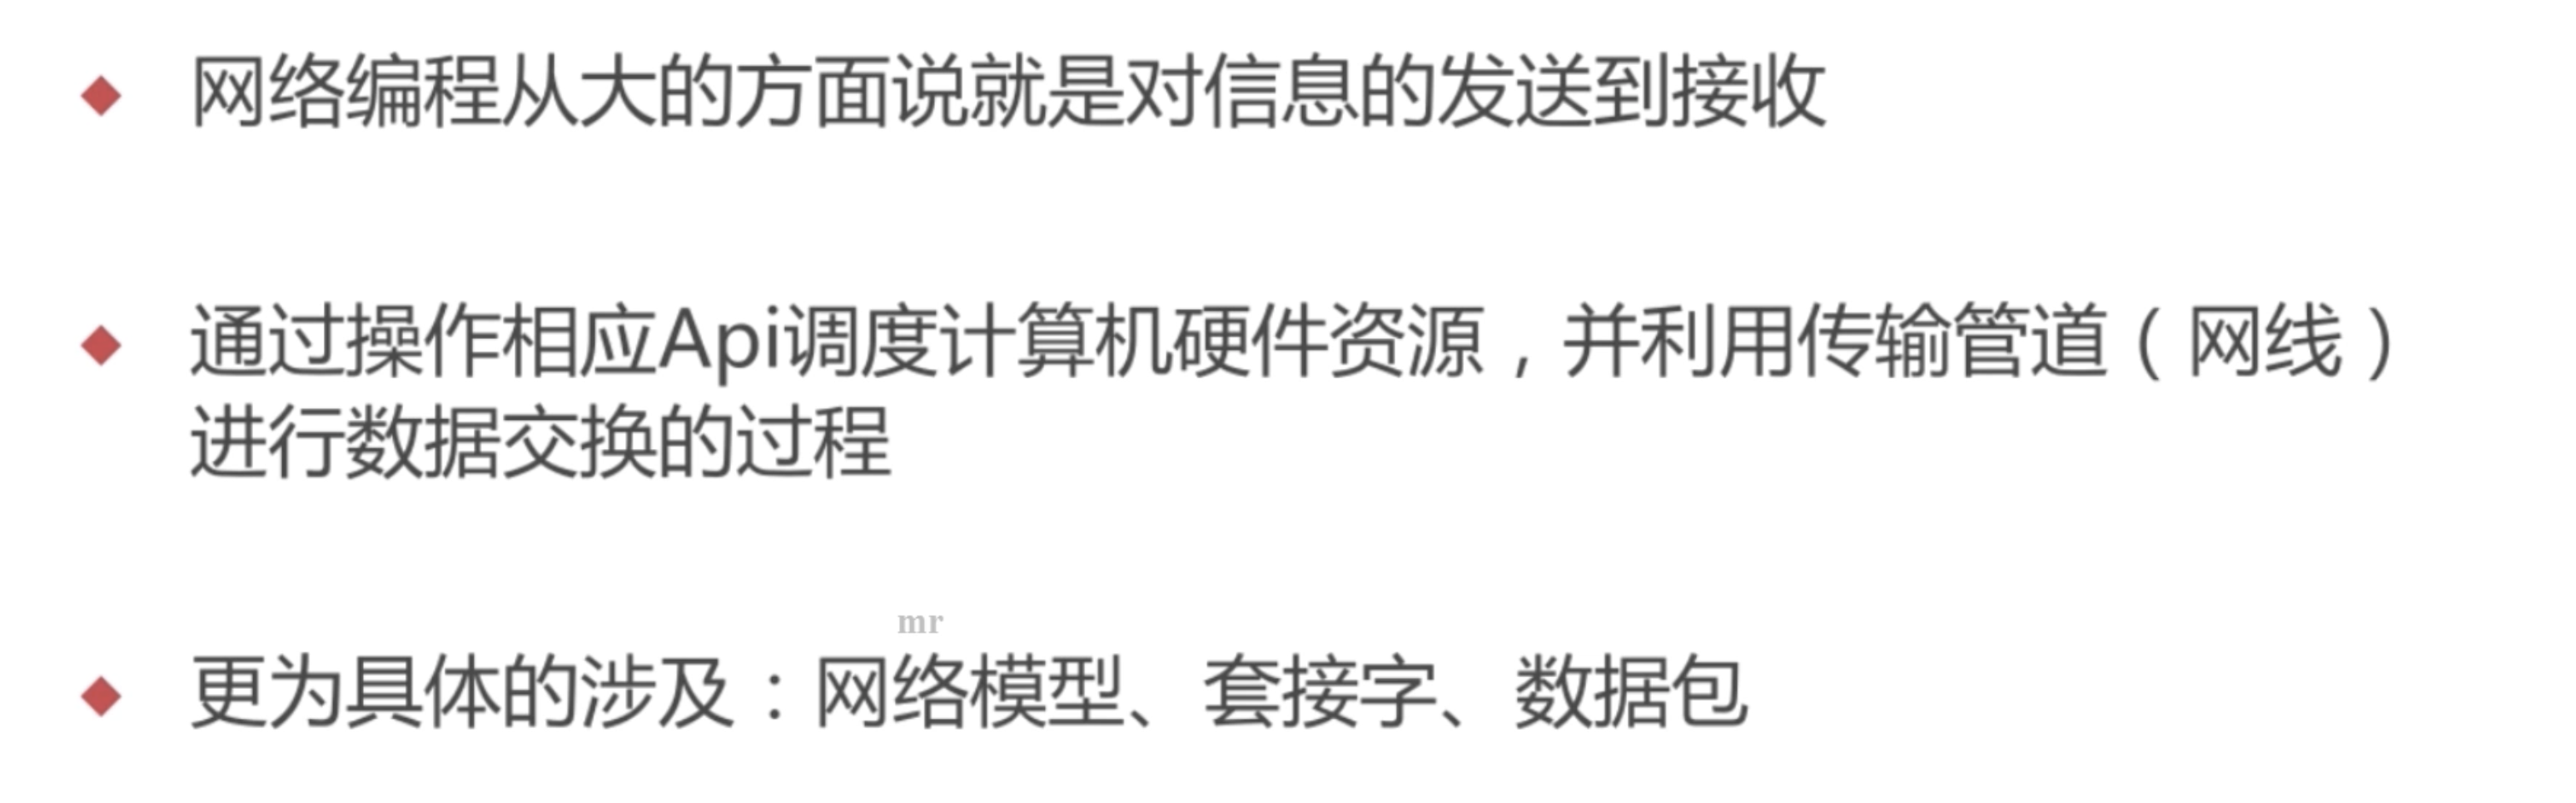 网络编程从大的方面说就是对信息的发送到接收
通过操作相应Api调度计算机硬件资源，并利用传输管道（网线）
进行数据交换的过程
mr
更为具体的涉及：网络模型、套接字、数据包